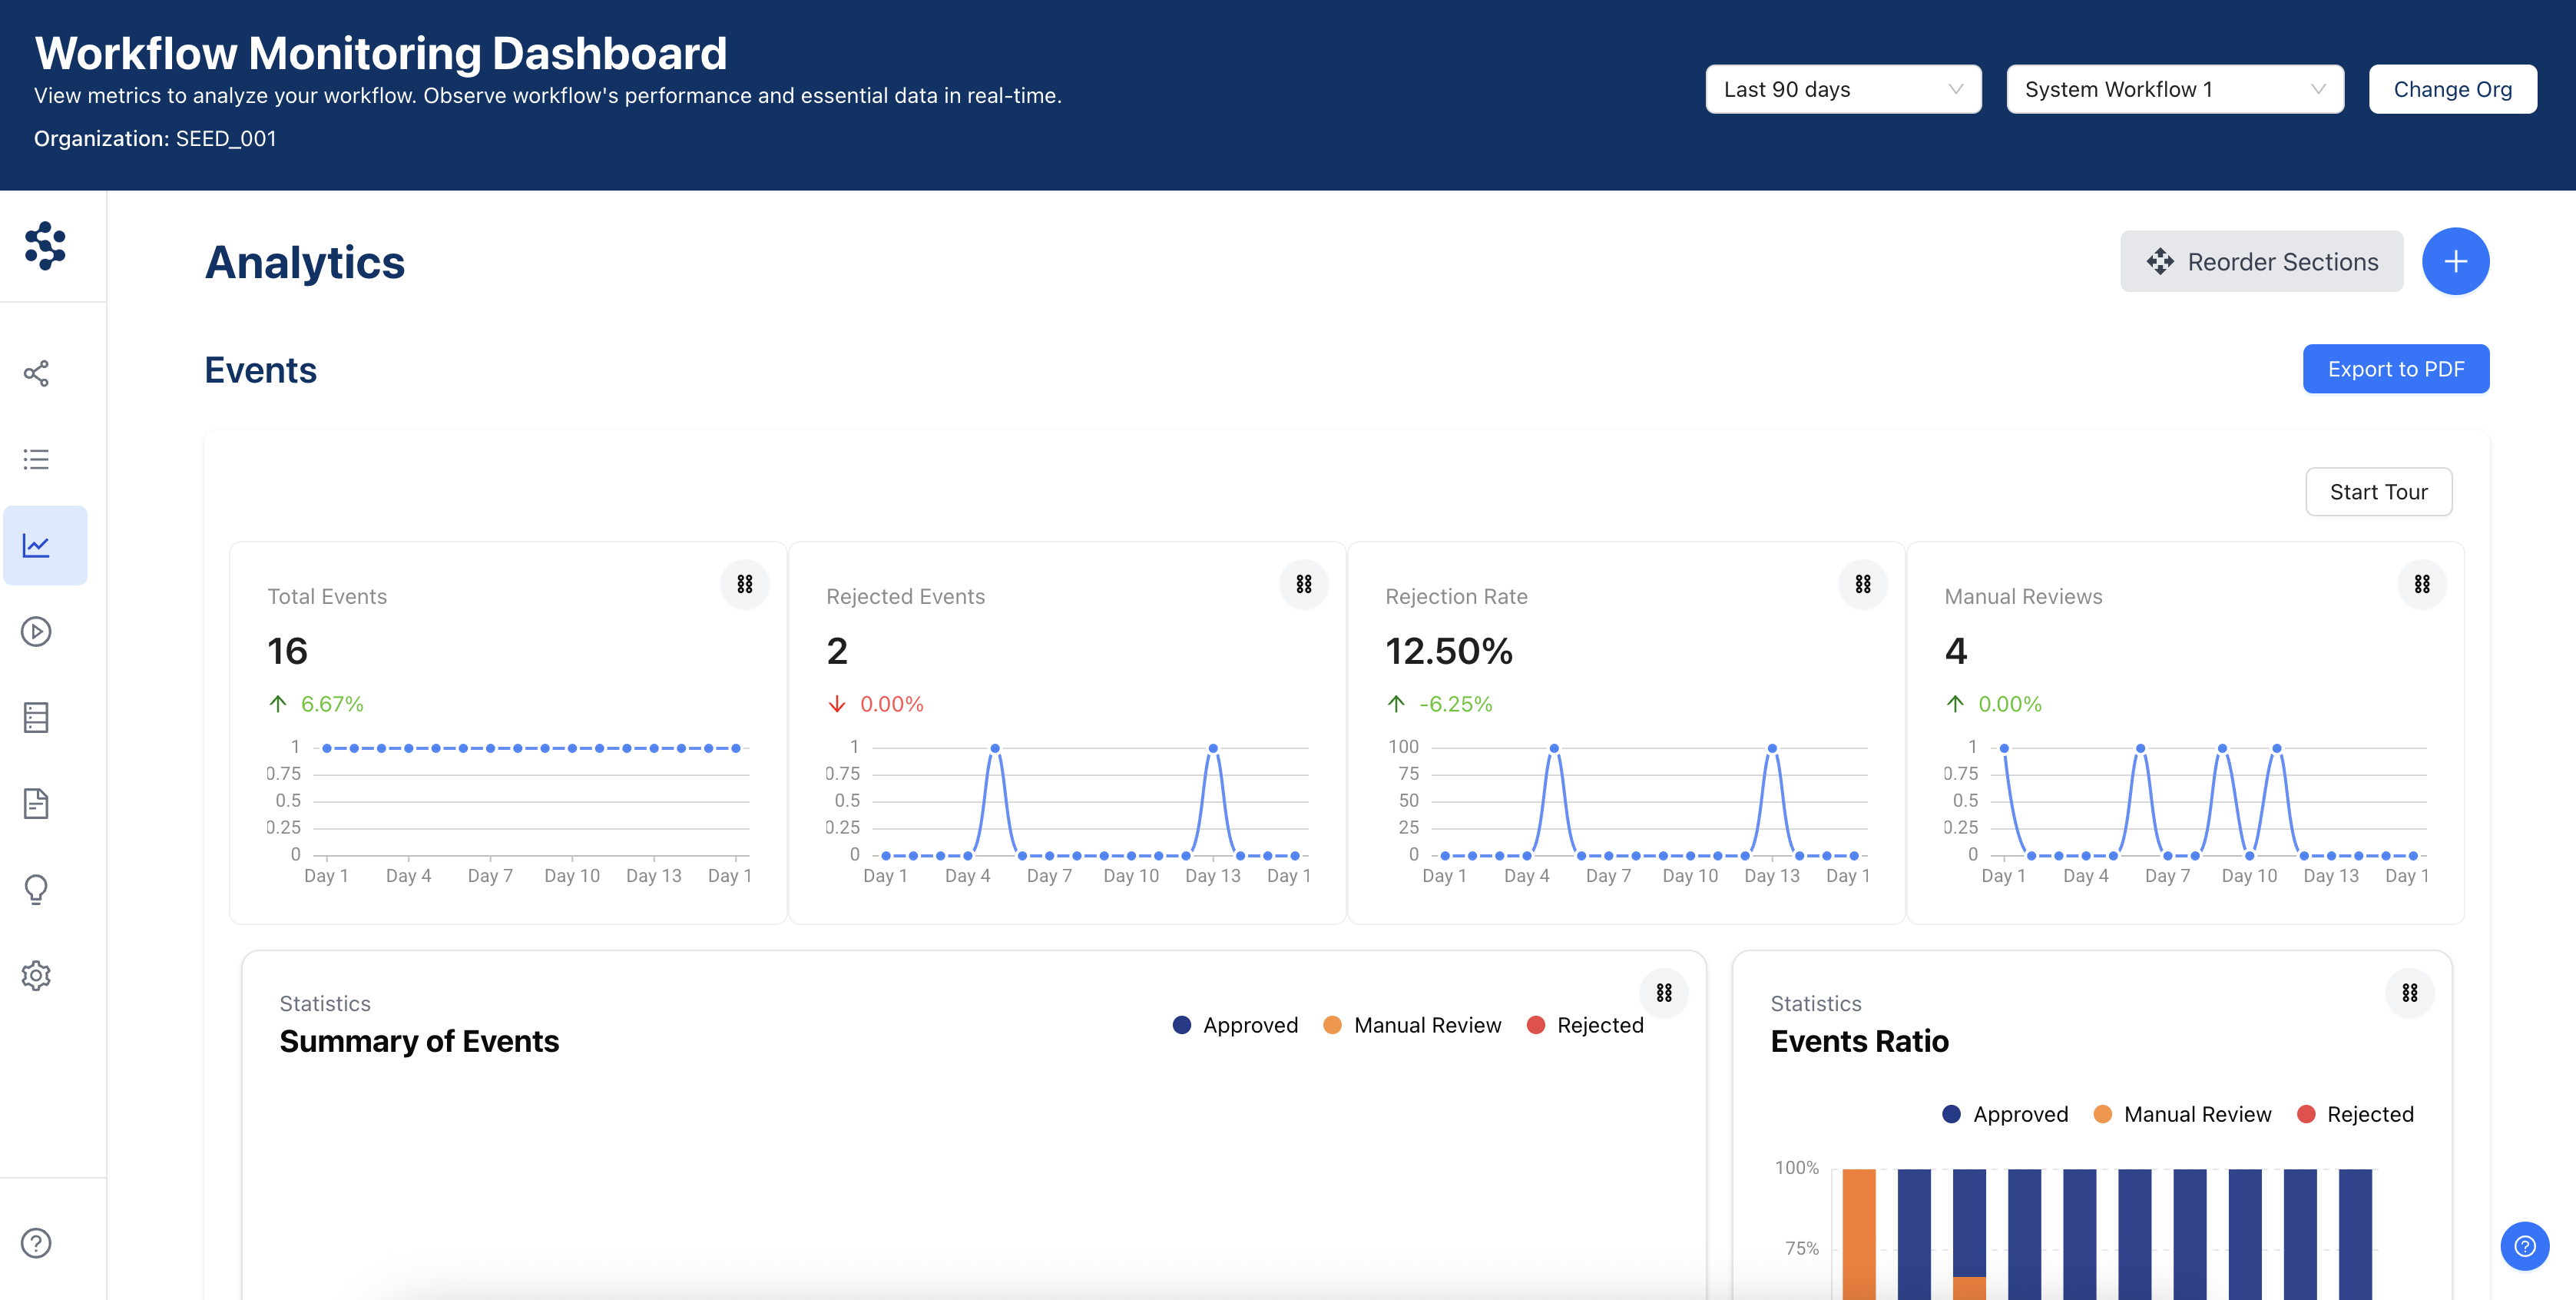 Workflow Monitoring Dashboard
View metrics to analyze your workflow. Observe workflow's performance and essential data in real-time.
Organization: SEED_001
Last 90 days
System Workflow 1
Change Org
Analytics
Reorder Sections
Events
Export to PDF
Start Tour
Total Events
16
6.67%
1
0.75
0.5
0.25
0
Day 1 Day 4 Day 7 Day 10 Day 13 Day 1
Rejected Events
2
0.00%
1
0.75
0.5
0.25
0
Day 1 Day 4 Day 7 Day 10 Day 13 Day 1
Rejection Rate
12.50%
-6.25%
100
75
50
25
0
Day 1 Day 4 Day 7 Day 10 Day 13 Day 1
Manual Reviews
4
0.00%
1
0.75
0.5
0.25
0
Day 1 Day 4 Day 7 Day 10 Day 13 Day 1
Statistics
Summary of Events
Approved Manual Review Rejected
Statistics
Events Ratio
Approved Manual Review Rejected
100%
75%